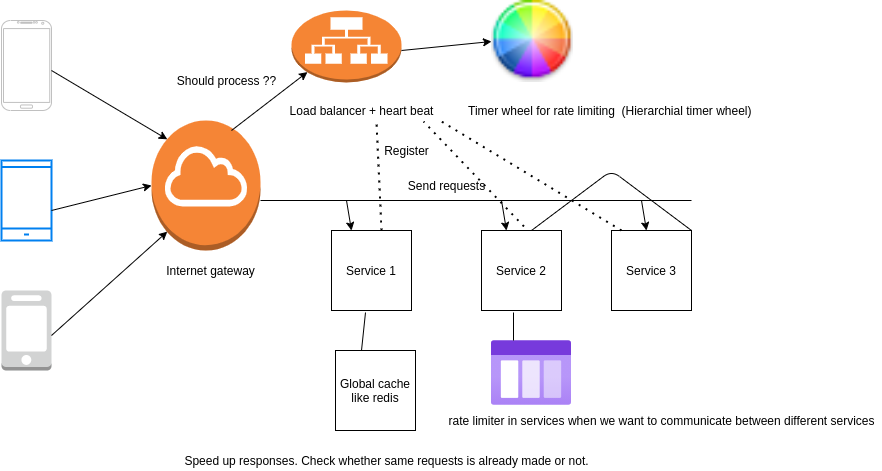 Should process ??
Load balancer + heart beat
Timer wheel for rate limiting  (Hierarchial timer wheel)
Register
Send requests
Internet gateway
Service 1
Service 2
Service 3
Global cache
like redis
rate limiter in services when we want to communicate between different services
Speed up responses. Check whether same requests is already made or not.